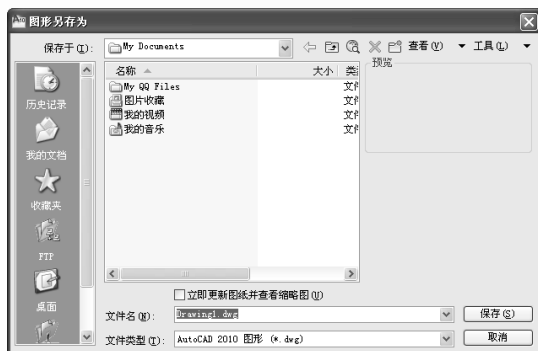 图形另存为
保存于(I): My Documents 查看(V) 工具(L)
名称 大小 类
预览
My QQ Files 文件
图片收藏 文件
我的视频 文件
我的音乐 文件
历史记录
我的文档
收藏夹
FTP
桌面
立即更新图纸并查看缩略图(U)
文件名(N): Drawing1.dwg 保存(S)
文件类型(T): AutoCAD 2010 图形 (*.dwg) 取消